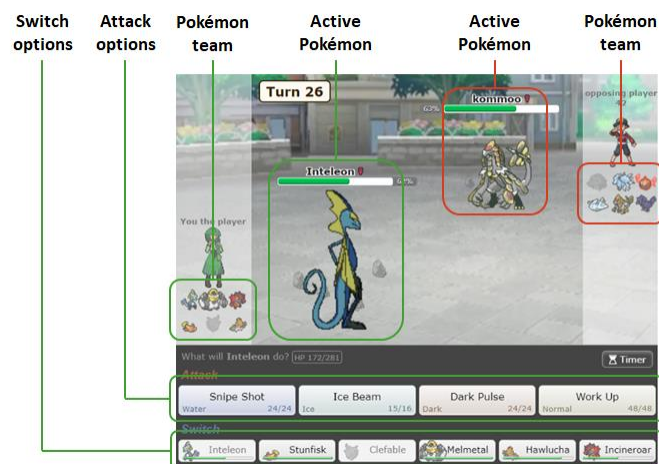 Switch options
Attack options
Pokémon team
Active Pokémon
Active Pokémon
Pokémon team
Turn 26
kommoo
63%
opposing player
42
Inteleon
You the player
What will Inteleon do? HP 172/281
Timer
Attack
Snipe Shot Ice Beam Dark Pulse Work Up
Water 24/24 Ice 15/16 Dark 24/24 Normal 48/48
Switch
Inteleon Stunfisk Clefable Melmetal Hawlucha Incineroar